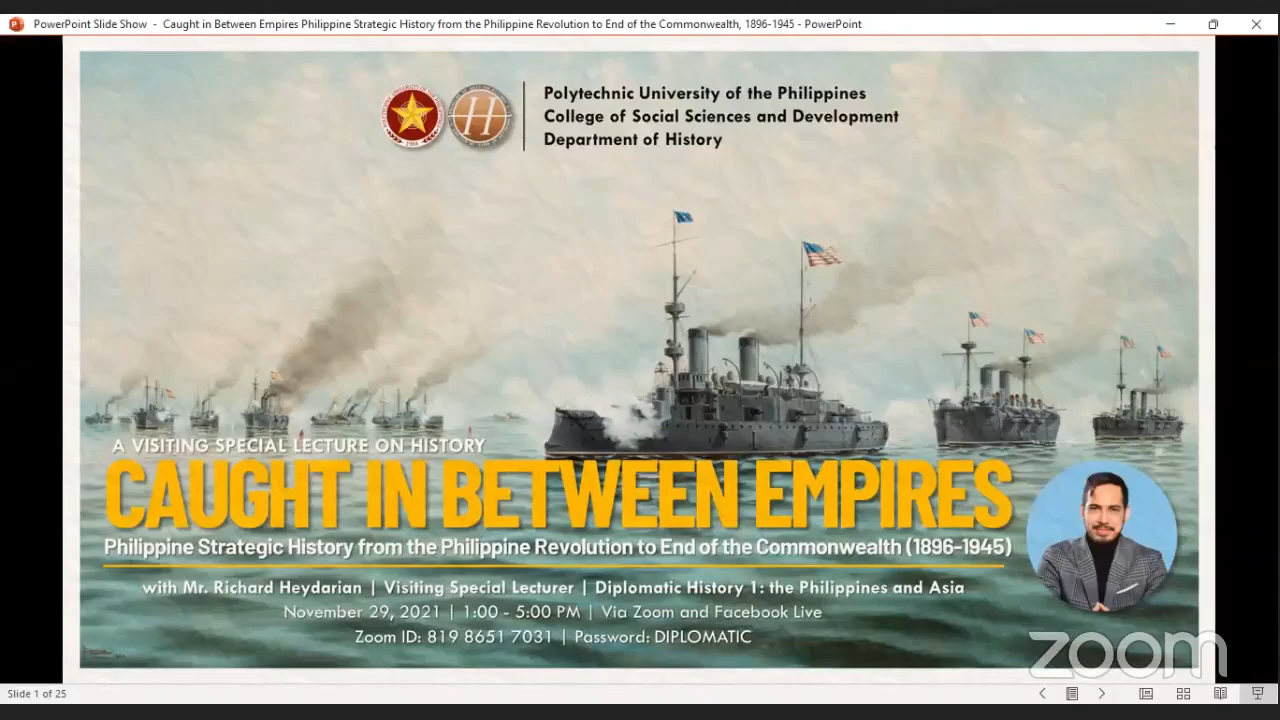 PowerPoint Slide Show - Caught in Between Empires Philippine Strategic History from the Philippine Revolution to End of the Commonwealth, 1896-1945 - PowerPoint
Polytechnic University of the Philippines
College of Social Sciences and Development
Department of History
H
1904
A VISITING SPECIAL LECTURE ON HISTORY
CAUGHT IN BETWEEN EMPIRES
Philippine Strategic History from the Philippine Revolution to End of the Commonwealth (1896-1945)
with Mr. Richard Heydarian | Visiting Special Lecturer | Diplomatic History 1: the Philippines and Asia
November 29, 2021 | 1:00 - 5:00 PM | Via Zoom and Facebook Live
Zoom ID: 819 8651 7031 | Password: DIPLOMATIC
zoom
Slide 1 of 25